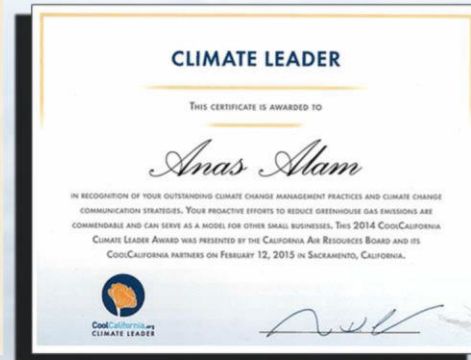 CLIMATE LEADER
THIS CERTIFICATE IS AWARDED TO
Anas Alam
IN RECOGNITION OF YOUR OUTSTANDING CLIMATE CHANGE MANAGEMENT PRACTICES AND CLIMATE CHANGE
COMMUNICATION STRATEGIES. YOUR PROACTIVE EFFORTS TO REDUCE GREENHOUSE GAS EMISSIONS ARE
COMMENDABLE AND CAN SERVE AS A MODEL FOR OTHER SMALL BUSINESSES. THIS 2014 COOLCALIFORNIA
CLIMATE LEADER AWARD WAS PRESENTED BY THE CALIFORNIA AIR RESOURCES BOARD AND ITS
COOLCALIFORNIA PARTNERS ON FEBRUARY 12, 2015 IN SACRAMENTO, CALIFORNIA.
CoolCalifornia.org
CLIMATE LEADER